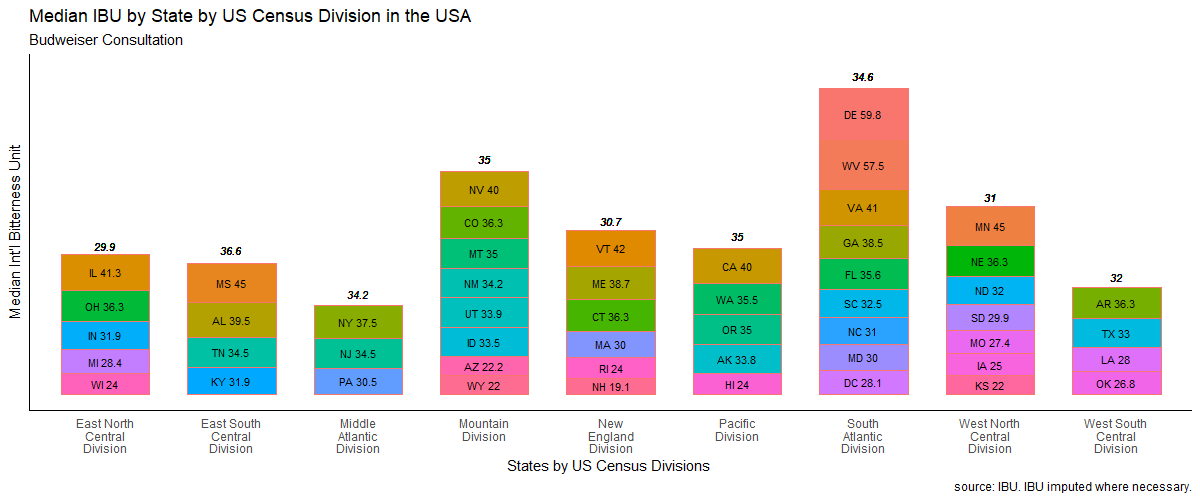 Median IBU by State by US Census Division in the USA
Budweiser Consultation
Median Int'l Bitterness Unit
29.9
IL 41.3
OH 36.3
IN 31.9
MI 28.4
WI 24
36.6
MS 45
AL 39.5
TN 34.5
KY 31.9
34.2
NY 37.5
NJ 34.5
PA 30.5
35
NV 40
CO 36.3
MT 35
NM 34.2
UT 33.9
ID 33.5
AZ 22.2
WY 22
30.7
VT 42
ME 38.7
CT 36.3
MA 30
RI 24
NH 19.1
35
CA 40
WA 35.5
OR 35
AK 33.8
HI 24
34.6
DE 59.8
WV 57.5
VA 41
GA 38.5
FL 35.6
SC 32.5
NC 31
MD 30
DC 28.1
31
MN 45
NE 36.3
ND 32
SD 29.9
MO 27.4
IA 25
KS 22
32
AR 36.3
TX 33
LA 28
OK 26.8
East North
Central
Division
East South
Central
Division
Middle
Atlantic
Division
Mountain
Division
New
England
Division
Pacific
Division
South
Atlantic
Division
West North
Central
Division
West South
Central
Division
States by US Census Divisions
source: IBU. IBU imputed where necessary.